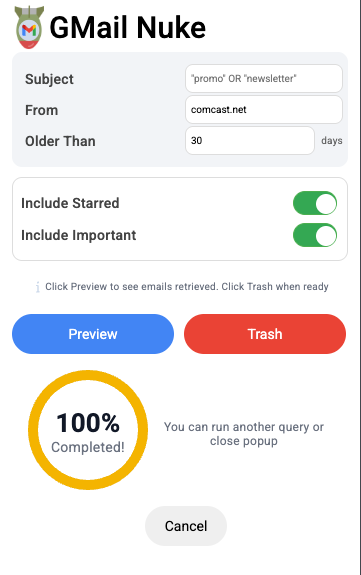 GMail Nuke
Subject
"promo" OR "newsletter"
From
comcast.net
Older Than
30
days
Include Starred
Include Important
i Click Preview to see emails retrieved. Click Trash when ready
Preview
Trash
100%
Completed!
You can run another query or
close popup
Cancel